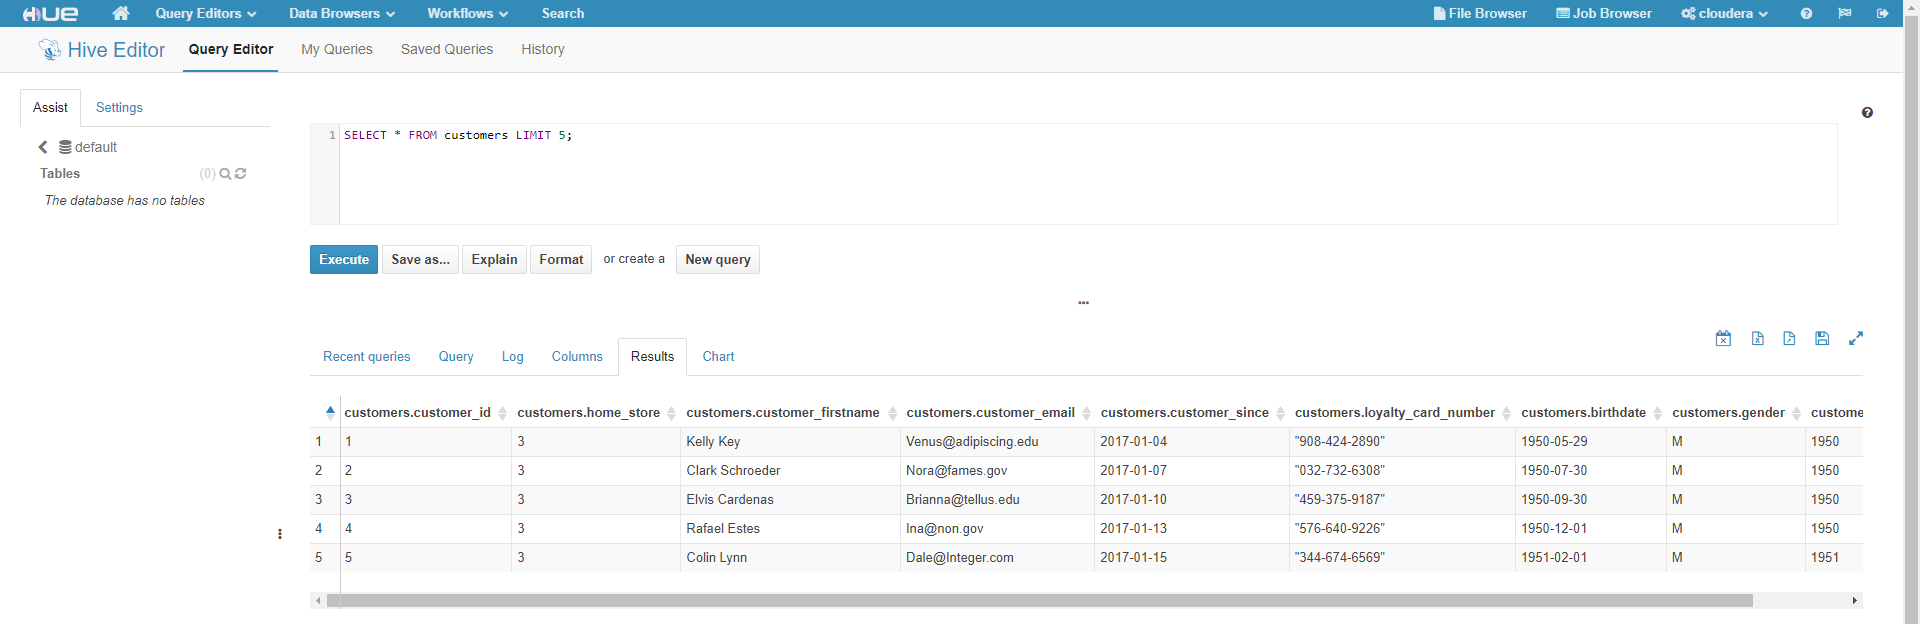 HUE Query Editors Data Browsers Workflows Search File Browser Job Browser cloudera
Hive Editor Query Editor My Queries Saved Queries History
Assist Settings
default
Tables (0)
The database has no tables
1 SELECT * FROM customers LIMIT 5;
Execute Save as... Explain Format or create a New query
Recent queries Query Log Columns Results Chart
customers.customer_id customers.home_store customers.customer_firstname customers.customer_email customers.customer_since customers.loyalty_card_number customers.birthdate customers.gender custome
1 1 3 Kelly Key Venus@adipiscing.edu 2017-01-04 "908-424-2890" 1950-05-29 M 1950
2 2 3 Clark Schroeder Nora@fames.gov 2017-01-07 "032-732-6308" 1950-07-30 M 1950
3 3 3 Elvis Cardenas Brianna@tellus.edu 2017-01-10 "459-375-9187" 1950-09-30 M 1950
4 4 3 Rafael Estes Ina@non.gov 2017-01-13 "576-640-9226" 1950-12-01 M 1950
5 5 3 Colin Lynn Dale@Integer.com 2017-01-15 "344-674-6569" 1951-02-01 M 1951